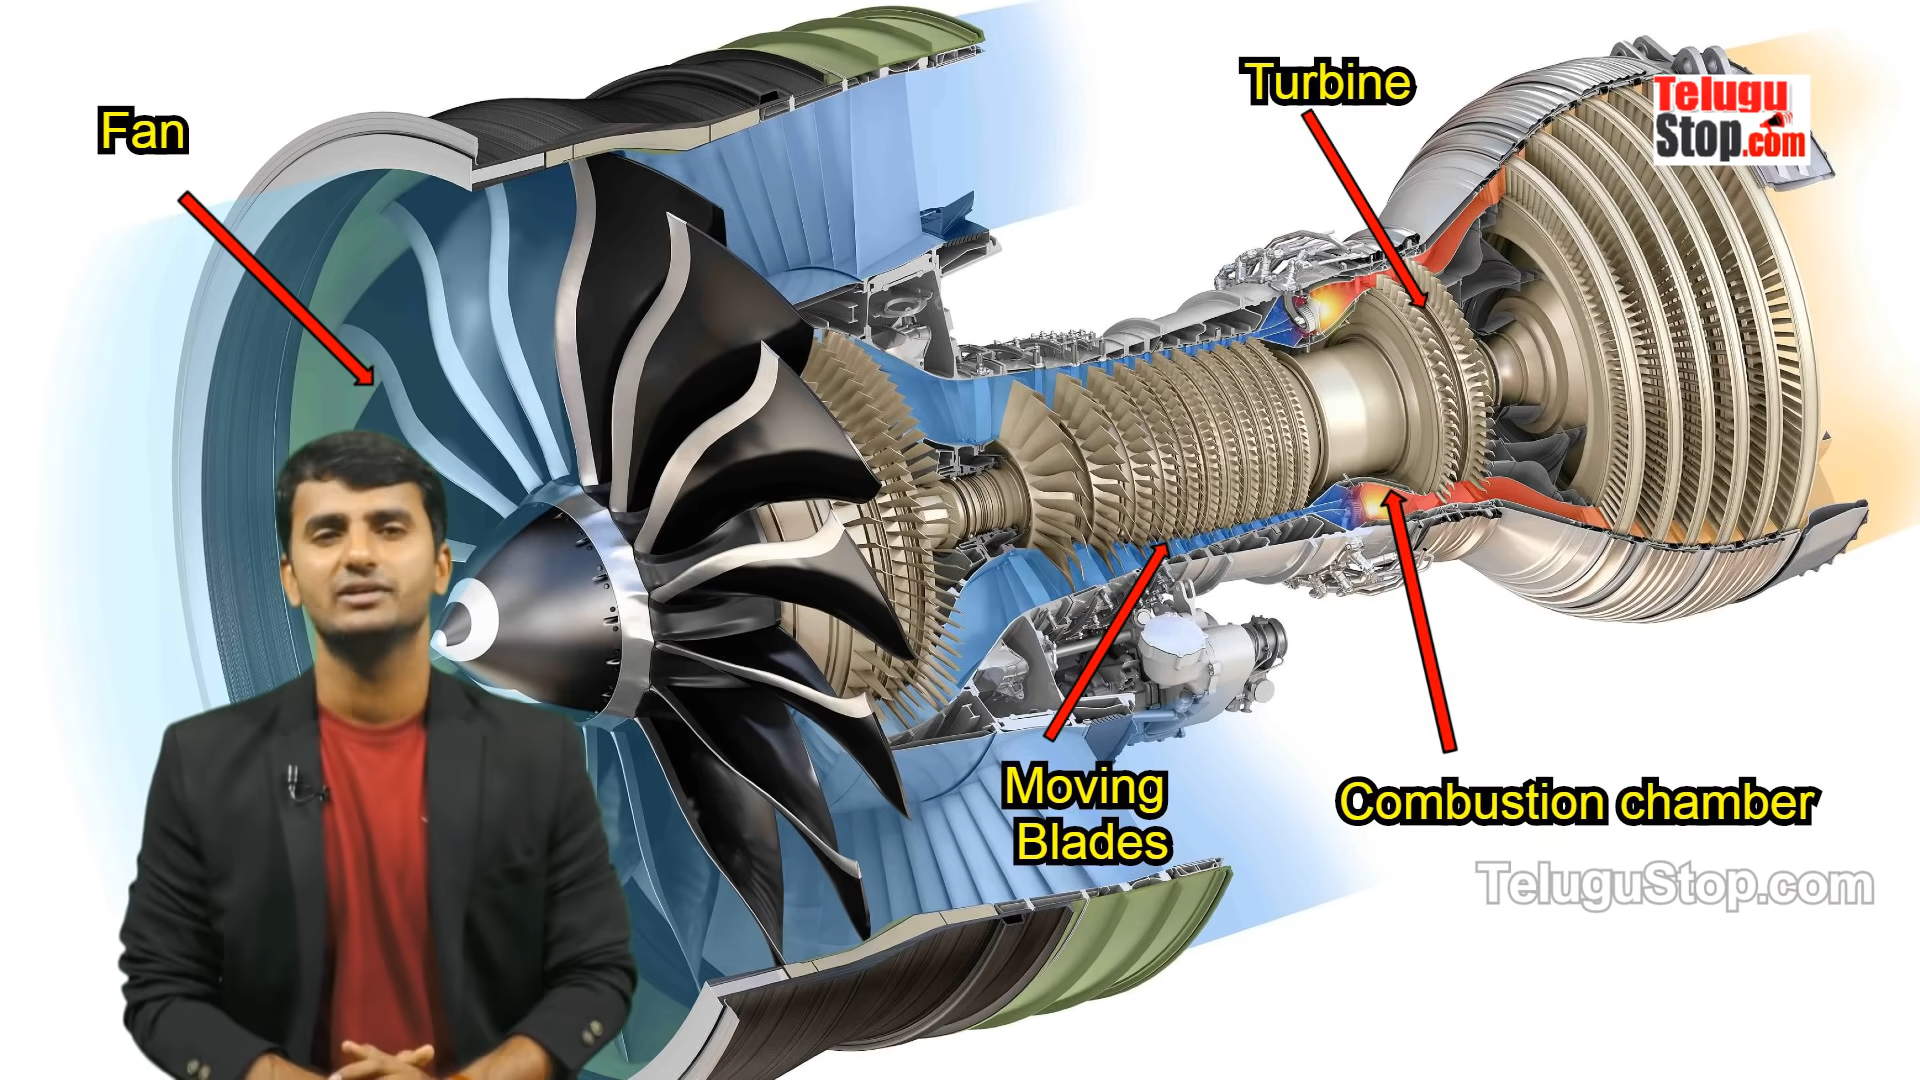 Fan
Turbine
Telugu
Stop.com
Moving
Blades
Combustion chamber
TeluguStop.com